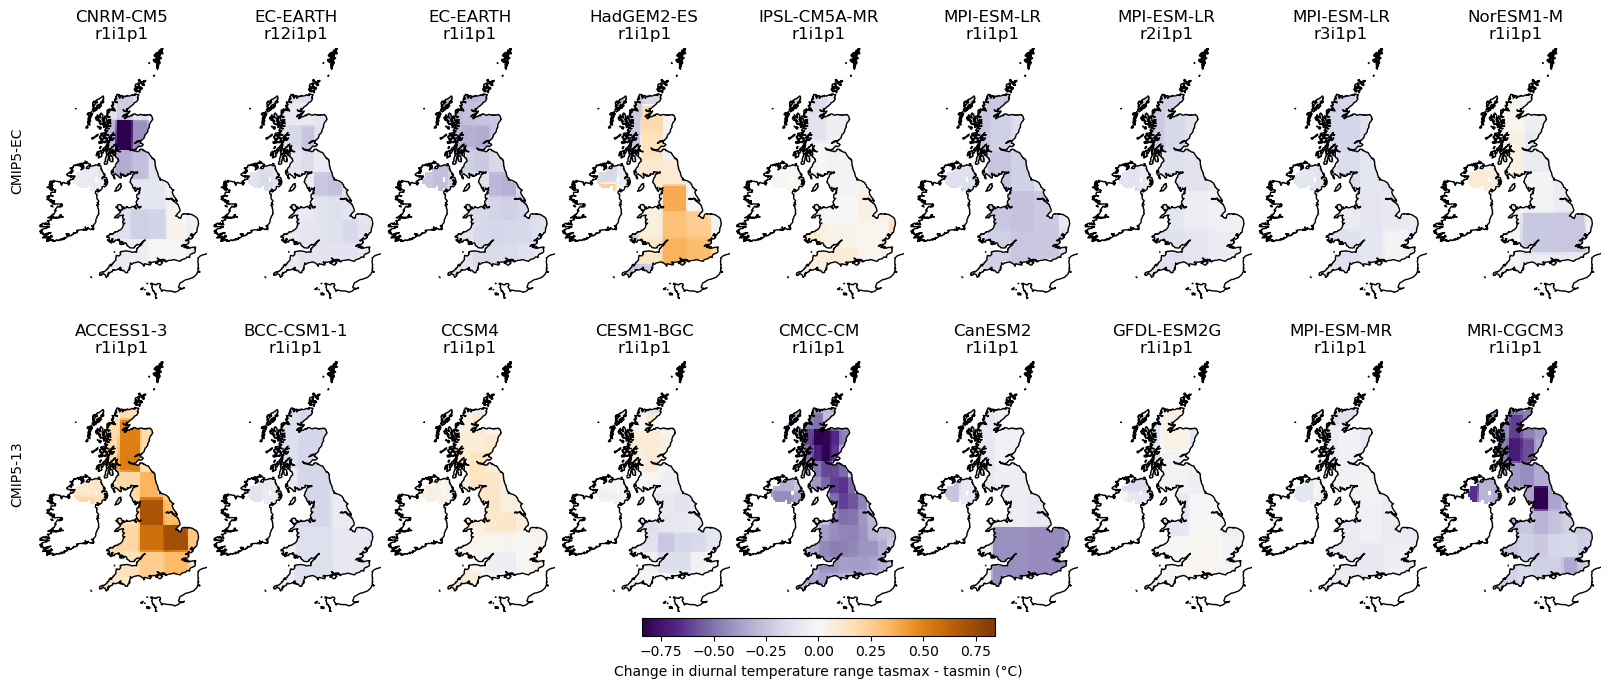 CNRM-CM5 EC-EARTH EC-EARTH HadGEM2-ES IPSL-CM5A-MR MPI-ESM-LR MPI-ESM-LR MPI-ESM-LR NorESM1-M
r1i1p1 r12i1p1 r1i1p1 r1i1p1 r1i1p1 r1i1p1 r2i1p1 r3i1p1 r1i1p1
CMIP5-EC
ACCESS1-3 BCC-CSM1-1 CCSM4 CESM1-BGC CMCC-CM CanESM2 GFDL-ESM2G MPI-ESM-MR MRI-CGCM3
r1i1p1 r1i1p1 r1i1p1 r1i1p1 r1i1p1 r1i1p1 r1i1p1 r1i1p1 r1i1p1
CMIP5-13
−0.75 −0.50 −0.25 0.00 0.25 0.50 0.75
Change in diurnal temperature range tasmax - tasmin (°C)